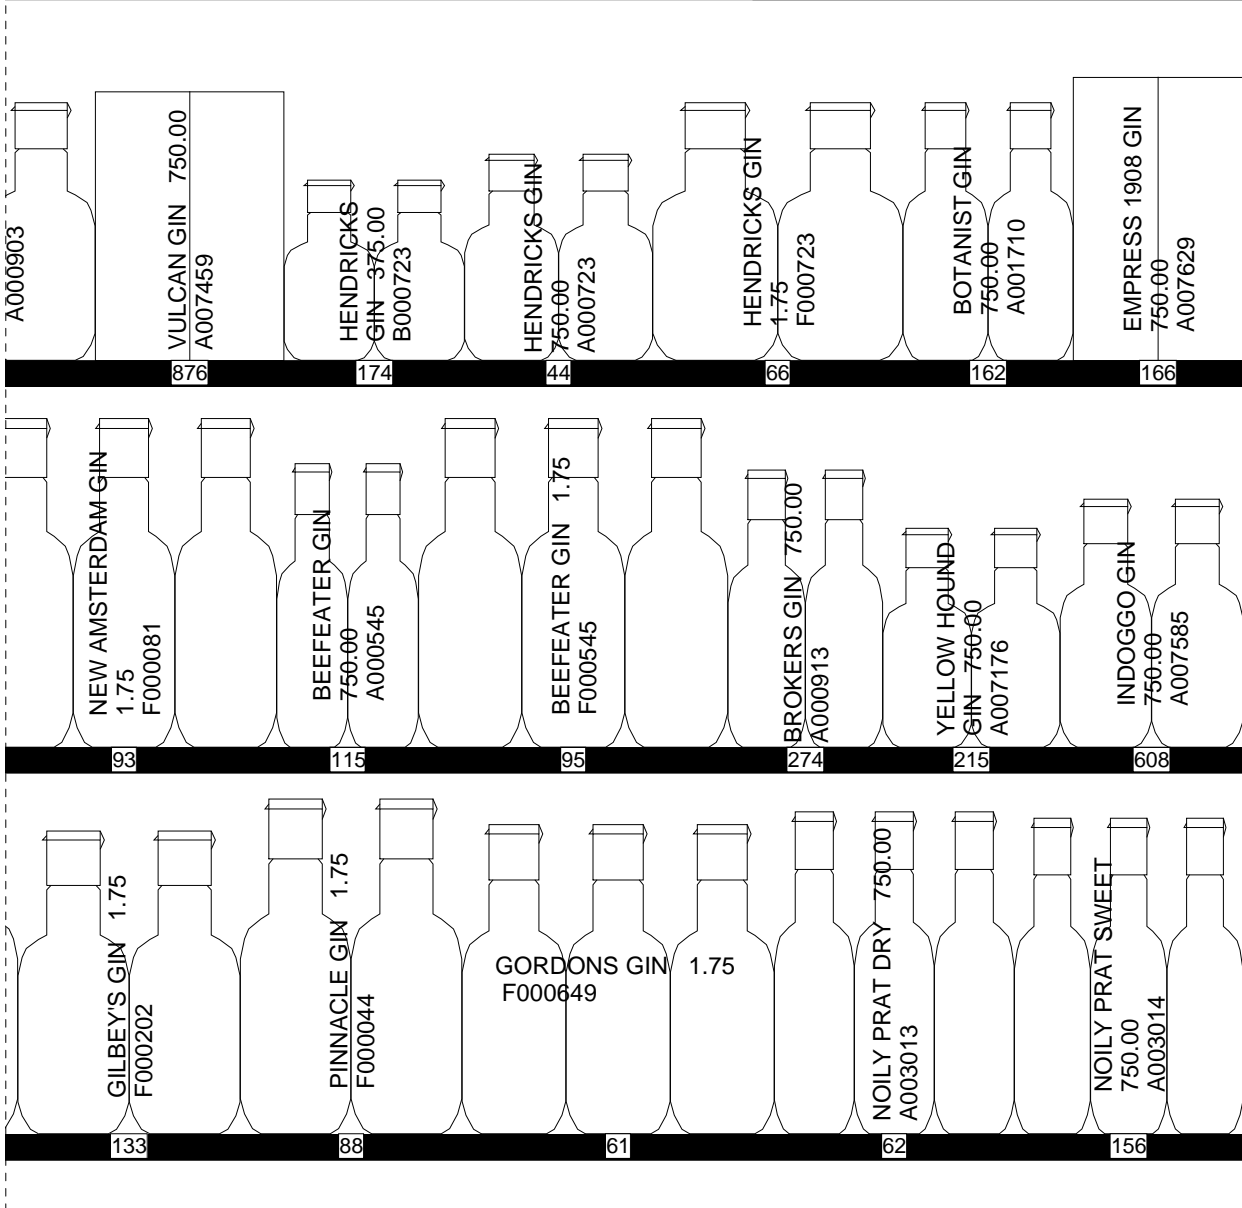 A000903
VULCAN GIN 750.00
A007459
HENDRICKS
GIN 375.00
B000723
HENDRICKS GIN
750.00
A000723
HENDRICKS GIN
1.75
F000723
BOTANIST GIN
750.00
A001710
EMPRESS 1908 GIN
750.00
A007629
876
174
44
66
162
166
NEW AMSTERDAM GIN
1.75
F000081
BEEFEATER GIN
750.00
A000545
BEEFEATER GIN 1.75
F000545
BROKERS GIN 750.00
A000913
YELLOW HOUND
GIN 750.00
A007176
INDOGGO GIN
750.00
A007585
93
115
95
274
215
608
GILBEY'S GIN 1.75
F000202
PINNACLE GIN 1.75
F000044
GORDONS GIN 1.75
F000649
NOILY PRAT DRY 750.00
A003013
NOILY PRAT SWEET
750.00
A003014
133
88
61
62
156